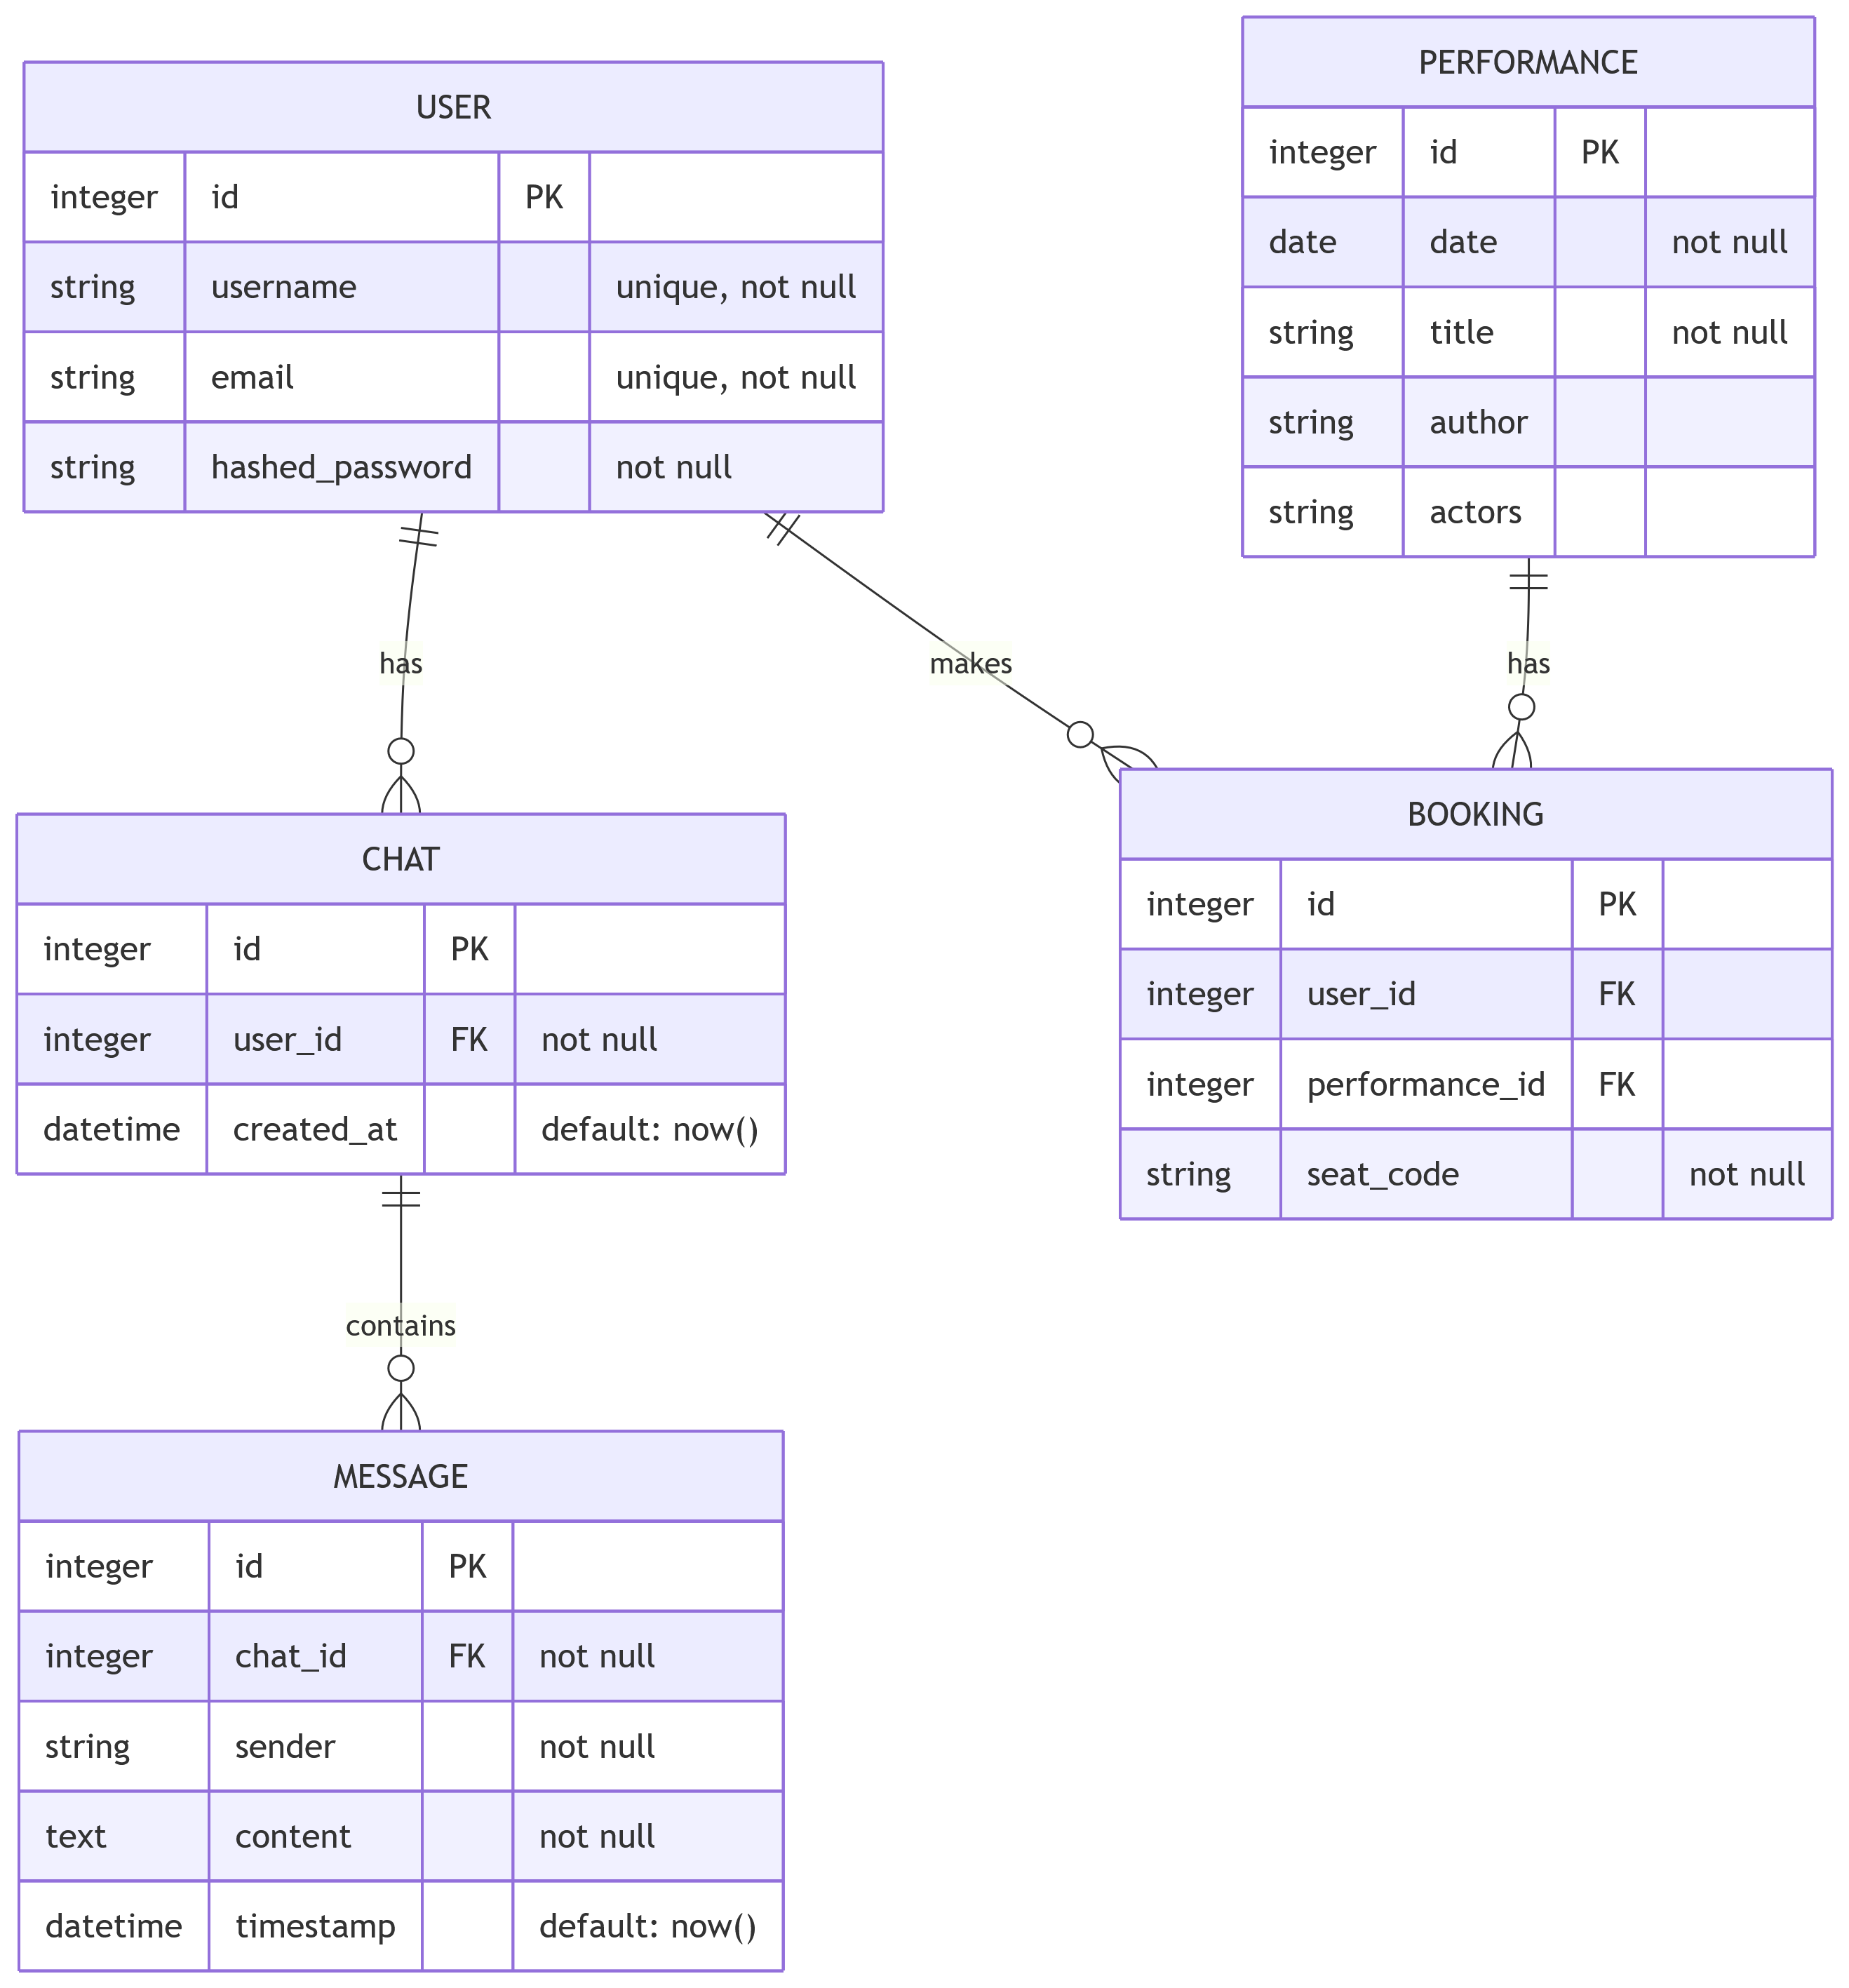 USER
integer id PK
string username unique, not null
string email unique, not null
string hashed_password not null
PERFORMANCE
integer id PK
date date not null
string title not null
string author
string actors
has
makes
has
CHAT
integer id PK
integer user_id FK not null
datetime created_at default: now()
BOOKING
integer id PK
integer user_id FK
integer performance_id FK
string seat_code not null
contains
MESSAGE
integer id PK
integer chat_id FK not null
string sender not null
text content not null
datetime timestamp default: now()